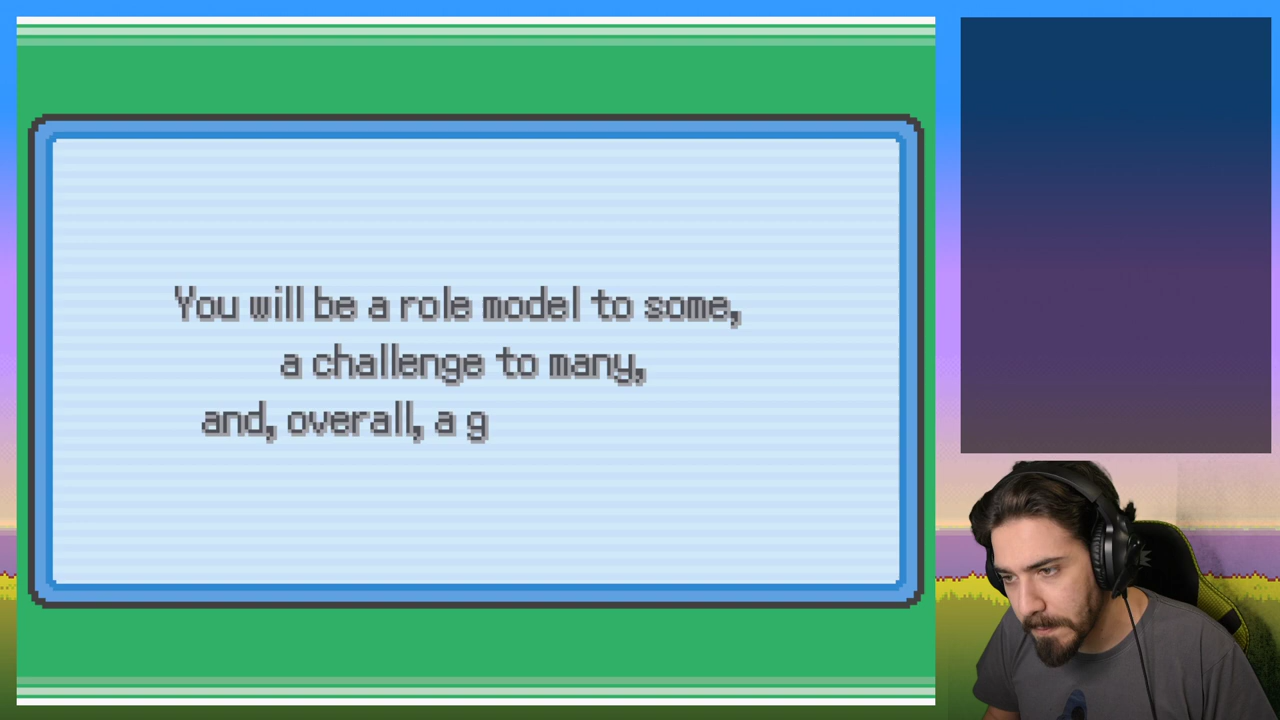 You will be a role model to some,
a challenge to many,
and, overall, a g